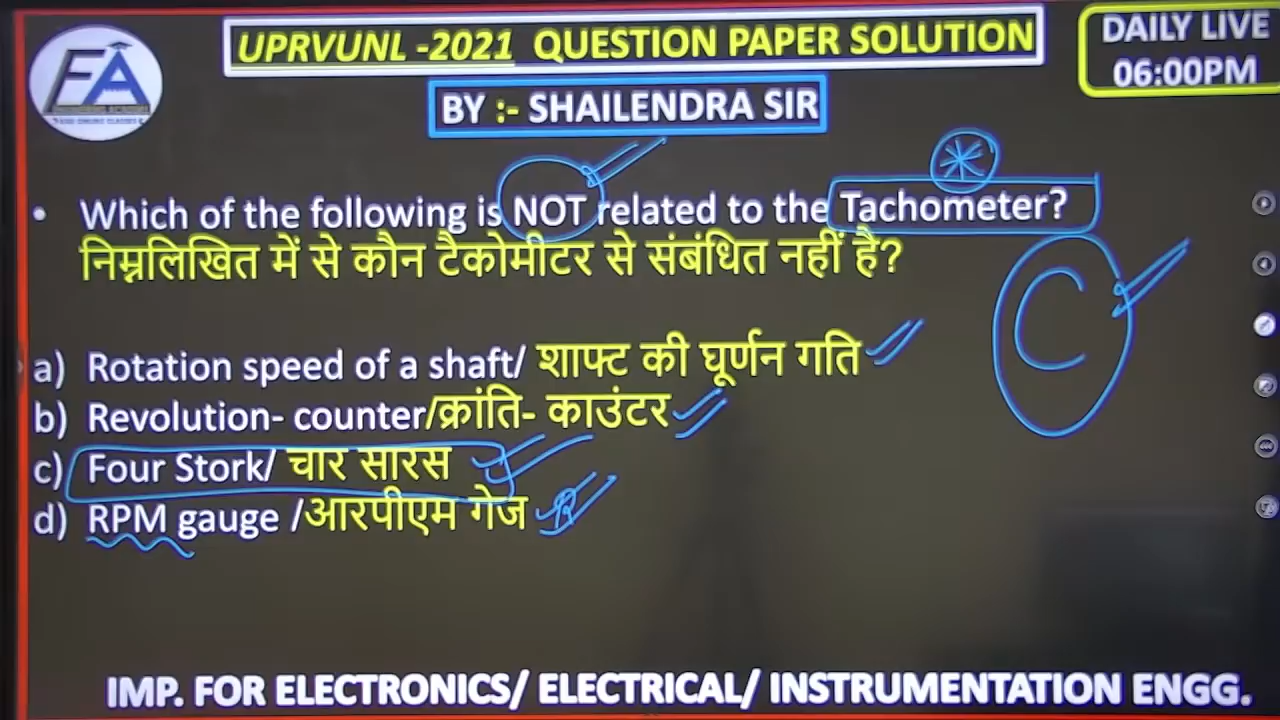 EA
UPRVUNL -2021 QUESTION PAPER SOLUTION
DAILY LIVE
06:00PM
BY :- SHAILENDRA SIR
• Which of the following is NOT related to the Tachometer?
निम्नलिखित में से कौन टैकोमीटर से संबंधित नहीं है?
C
a) Rotation speed of a shaft/ शाफ्ट की घूर्णन गति
b) Revolution- counter/क्रांति- काउंटर
c) Four Stork/ चार सारस
d) RPM gauge /आरपीएम गेज
IMP. FOR ELECTRONICS/ ELECTRICAL/ INSTRUMENTATION ENGG.